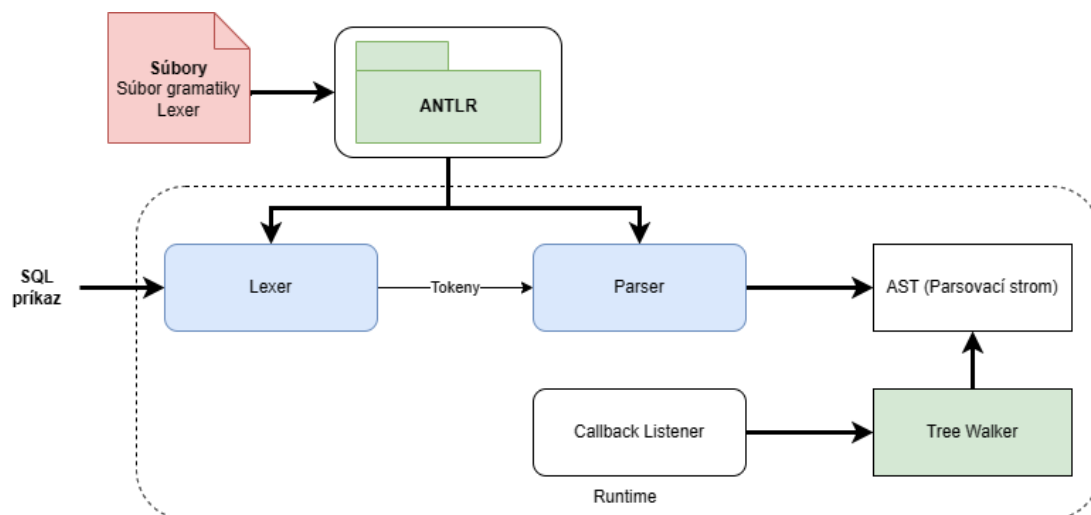 Súbory
Súbor gramatiky
Lexer
ANTLR
SQL
príkaz
Lexer
Tokeny
Parser
AST (Parsovací strom)
Callback Listener
Tree Walker
Runtime